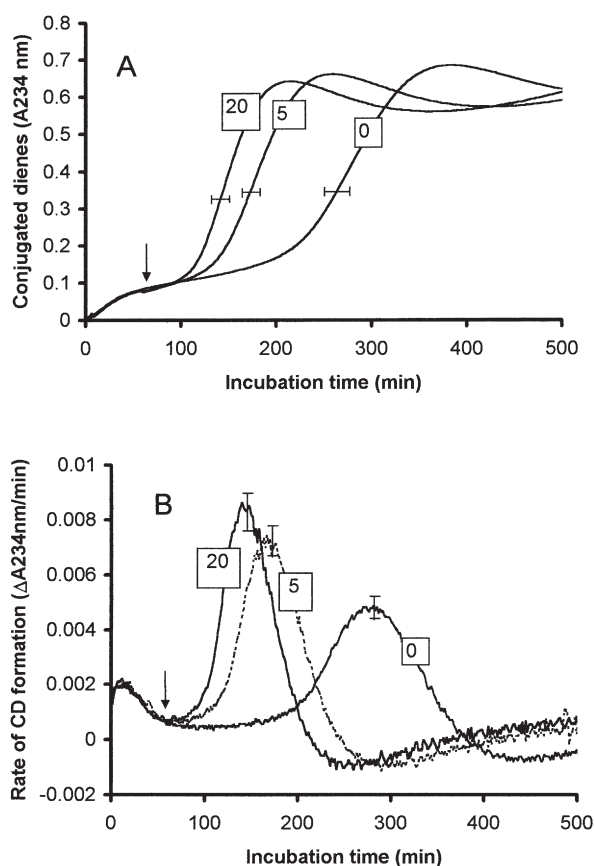 0.8
0.7
0.6
0.5
0.4
0.3
0.2
0.1
0
Conjugated dienes (A234 nm)
A
20
5
0
0 100 200 300 400 500
Incubation time (min)
0.01
0.008
0.006
0.004
0.002
0
-0.002
Rate of CD formation (ΔA234nm/min)
B
20
5
0
0 100 200 300 400 500
Incubation time (min)